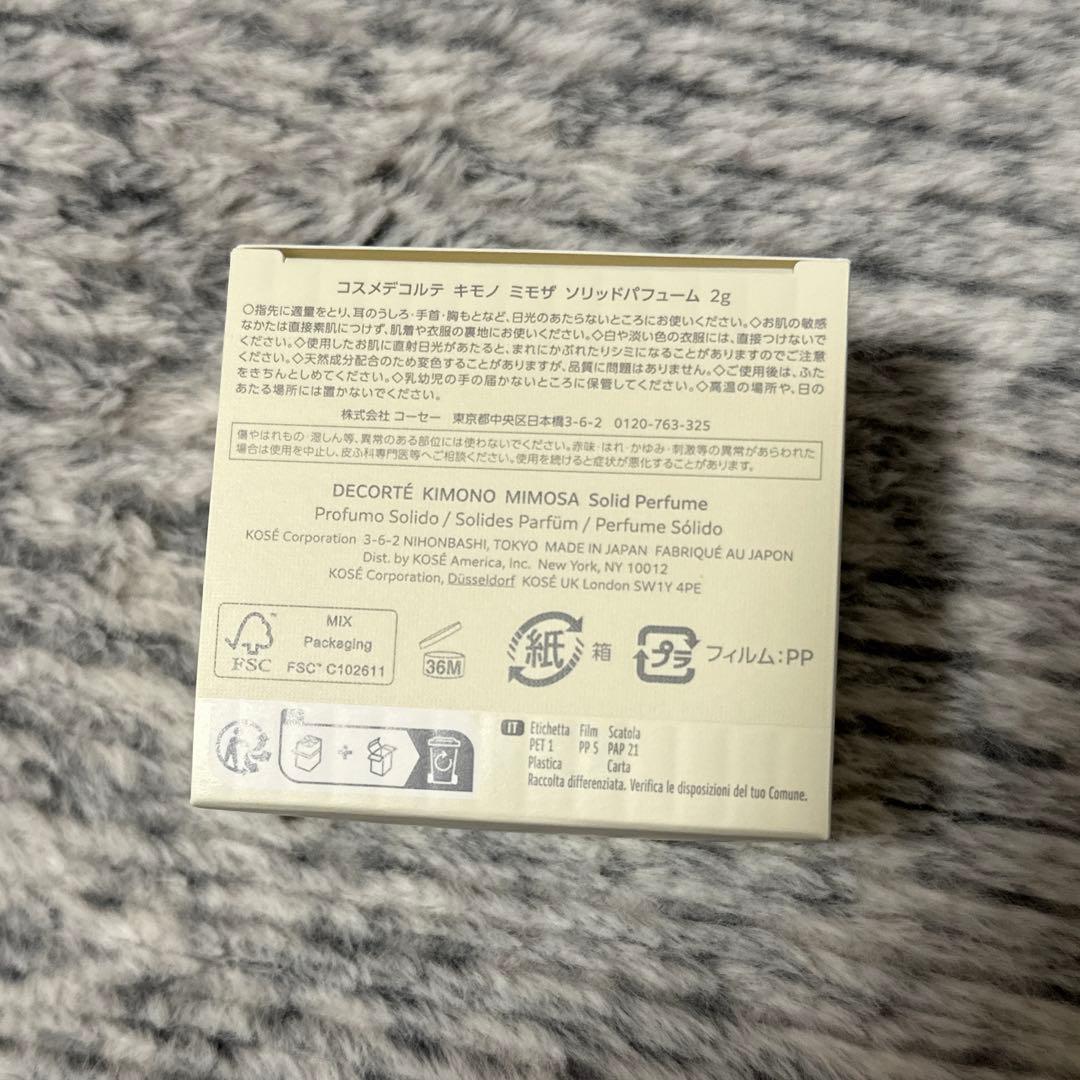 コスメデコルテ キモノ ミモザ ソリッドパフューム 2g
○指先に適量をとり、耳のうしろ・手首・胸もとなど、日光のあたらないところにお使いください。◇お肌の敏感
なかたは直接素肌につけず、肌着や衣服の裏地にお使いください。◇白や淡い色の衣服には、直接つけないで
ください。◇使用したお肌に直射日光があたると、まれにかぶれたりシミになることがありますのでご注意
ください。◇天然成分配合のため変色することがありますが、品質に問題はありません。◇ご使用後は、ふた
をきちんとしめてください。◇乳幼児の手の届かないところに保管してください。◇高温の場所や、日の
あたる場所には置かないでください。
株式会社 コーセー 東京都中央区日本橋3-6-2 0120-763-325
傷やはれもの・湿しん等、異常のある部位には使わないでください。赤味・はれ・かゆみ・刺激等の異常があらわれた
場合は使用を中止し、皮ふ科専門医等へご相談ください。使用を続けると症状が悪化することがあります。
DECORTÉ KIMONO MIMOSA Solid Perfume
Profumo Solido / Solides Parfüm / Perfume Sólido
KOSÉ Corporation 3-6-2 NIHONBASHI, TOKYO MADE IN JAPAN FABRIQUÉ AU JAPON
Dist. by KOSÉ America, Inc. New York, NY 10012
KOSÉ Corporation, Düsseldorf KOSÉ UK London SW1Y 4PE
FSC™
MIX
Packaging
FSC™ C102611
36M
紙 箱
プラ フィルム:PP
IT Etichetta Film Scatola
PET 1 PP 5 PAP 21
Plastica Carta
Raccolta differenziata. Verifica le disposizioni del tuo Comune.